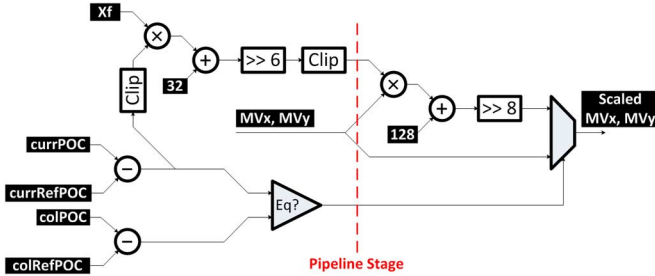 Xf
×
+
>> 6
Clip
32
Clip
×
+
>> 8
128
MVx, MVy
Scaled
MVx, MVy
currPOC
−
currRefPOC
colPOC
−
colRefPOC
Eq?
Pipeline Stage